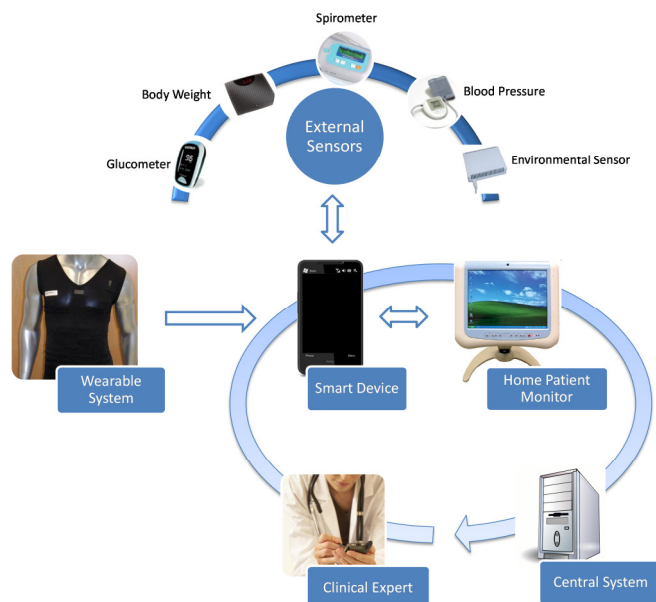 Spirometer
Body Weight
Blood Pressure
External
Sensors
Glucometer
Environmental Sensor
Wearable
System
Smart Device
Home Patient
Monitor
Clinical Expert
Central System